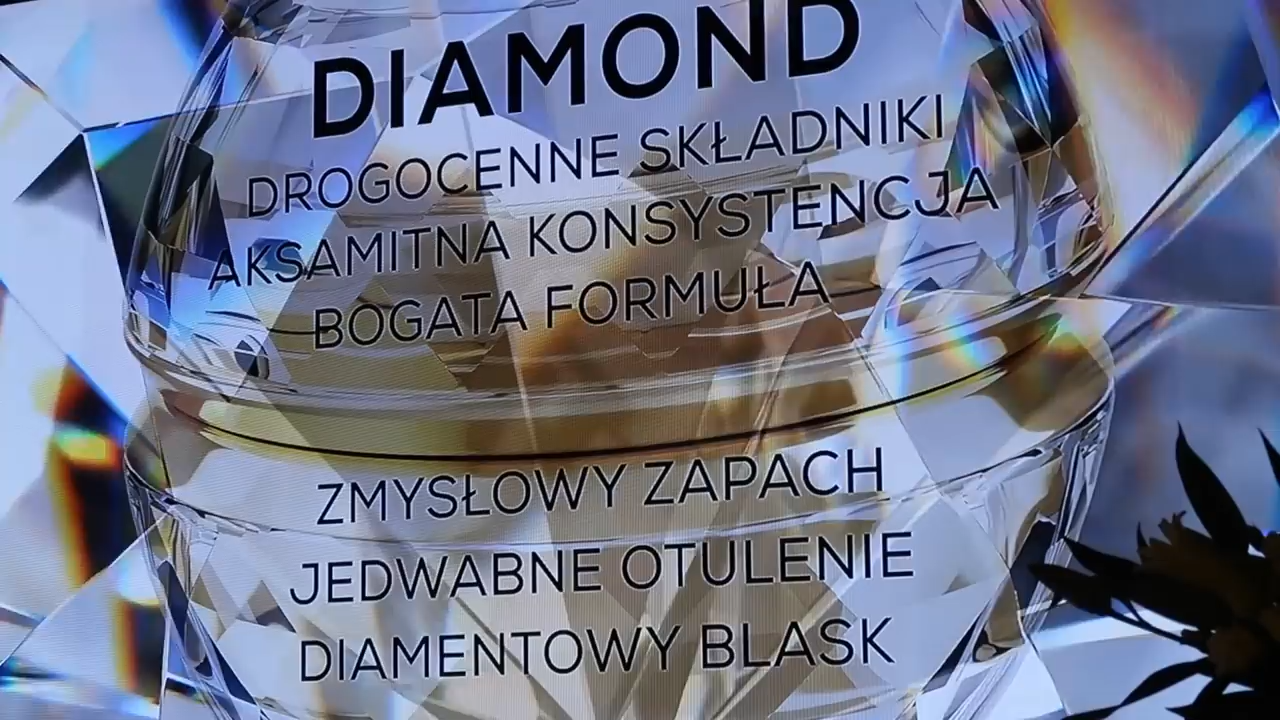 DIAMOND
DROGOCENNE SKŁADNIKI
AKSAMITNA KONSYSTENCJA
BOGATA FORMUŁA
ZMYSŁOWY ZAPACH
JEDWABNE OTULENIE
DIAMENTOWY BLASK